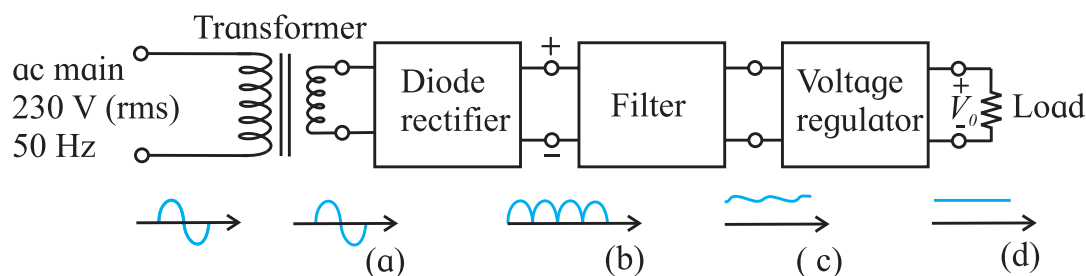 Transformer
ac main
230 V (rms)
50 Hz
Diode
rectifier
+
-
Filter
Voltage
regulator
+
V0
-
Load
(a)
(b)
( c)
(d)